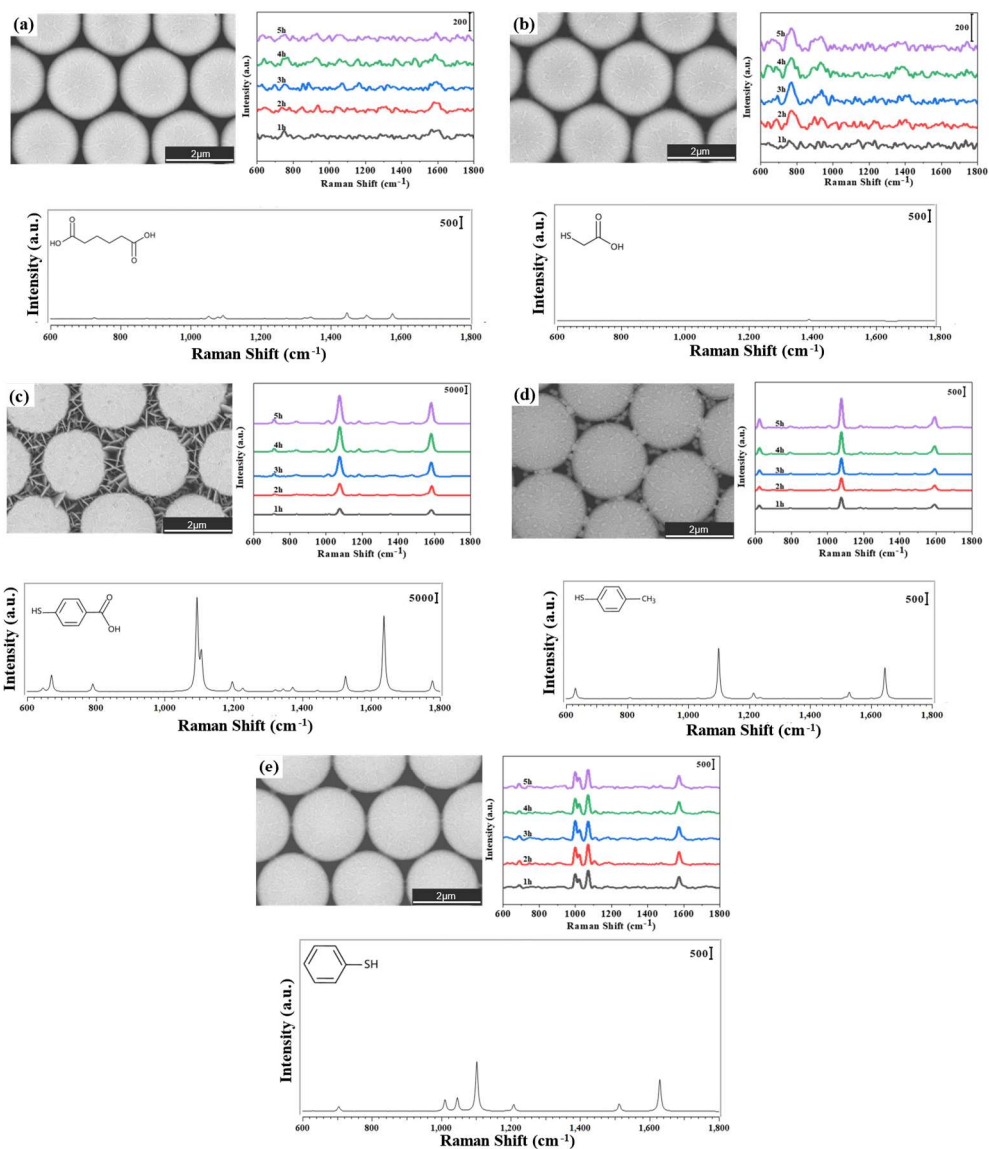 (a)
2μm
200
5h
4h
3h
2h
1h
Intensity (a.u.)
600 800 1000 1200 1400 1600 1800
Raman Shift (cm⁻¹)
(b)
2μm
200
5h
4h
3h
2h
1h
Intensity (a.u.)
600 800 1000 1200 1400 1600 1800
Raman Shift (cm⁻¹)
500
O
HO
OH
O
Intensity (a.u.)
600 800 1,000 1,200 1,400 1,600 1,800
Raman Shift (cm⁻¹)
500
HS
O
OH
Intensity (a.u.)
600 800 1,000 1,200 1,400 1,600 1,800
Raman Shift (cm⁻¹)
(c)
2μm
5000
5h
4h
3h
2h
1h
Intensity (a.u.)
600 800 1000 1200 1400 1600 1800
Raman Shift (cm⁻¹)
(d)
2μm
500
5h
4h
3h
2h
1h
Intensity (a.u.)
600 800 1000 1200 1400 1600 1800
Raman Shift (cm⁻¹)
5000
HS
O
OH
Intensity (a.u.)
600 800 1,000 1,200 1,400 1,600 1,800
Raman Shift (cm⁻¹)
500
HS
CH₃
Intensity (a.u.)
600 800 1,000 1,200 1,400 1,600 1,800
Raman Shift (cm⁻¹)
(e)
2μm
500
5h
4h
3h
2h
1h
Intensity (a.u.)
600 800 1000 1200 1400 1600 1800
Raman Shift (cm⁻¹)
500
SH
Intensity (a.u.)
600 800 1,000 1,200 1,400 1,600 1,800
Raman Shift (cm⁻¹)